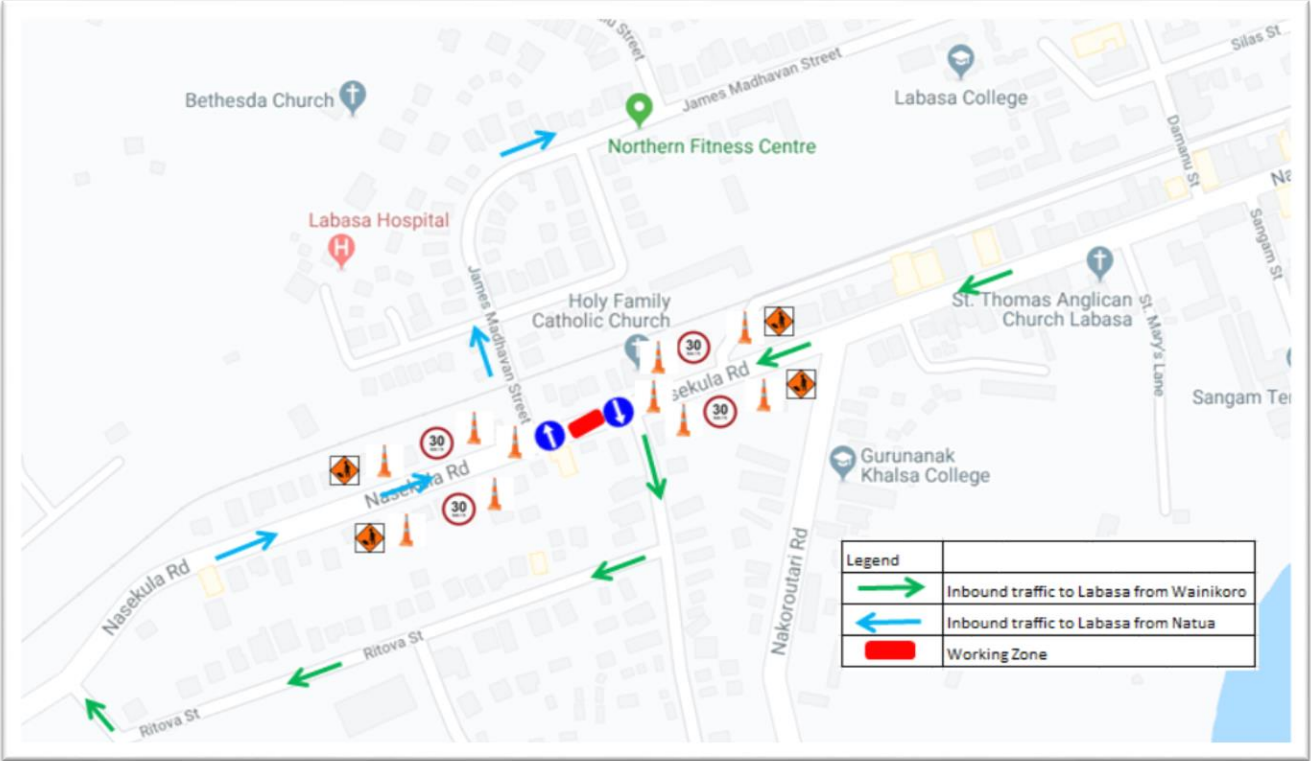 u Street
James Madhavan Street
Silas St
Bethesda Church
Labasa College
Northern Fitness Centre
Damanu St
Na
Labasa Hospital
H
Sangam St
James Madhavan Street
Holy Family
Catholic Church
St. Thomas Anglican
Church Labasa
St. Mary's Lane
30
sekula Rd
30
Sangam Te
30
Nasekula Rd
30
Gurunanak
Khalsa College
Nasekula Rd
Nakoroutari Rd
Ritova St
Ritova St
Legend
Inbound traffic to Labasa from Wainikoro
Inbound traffic to Labasa from Natua
Working Zone